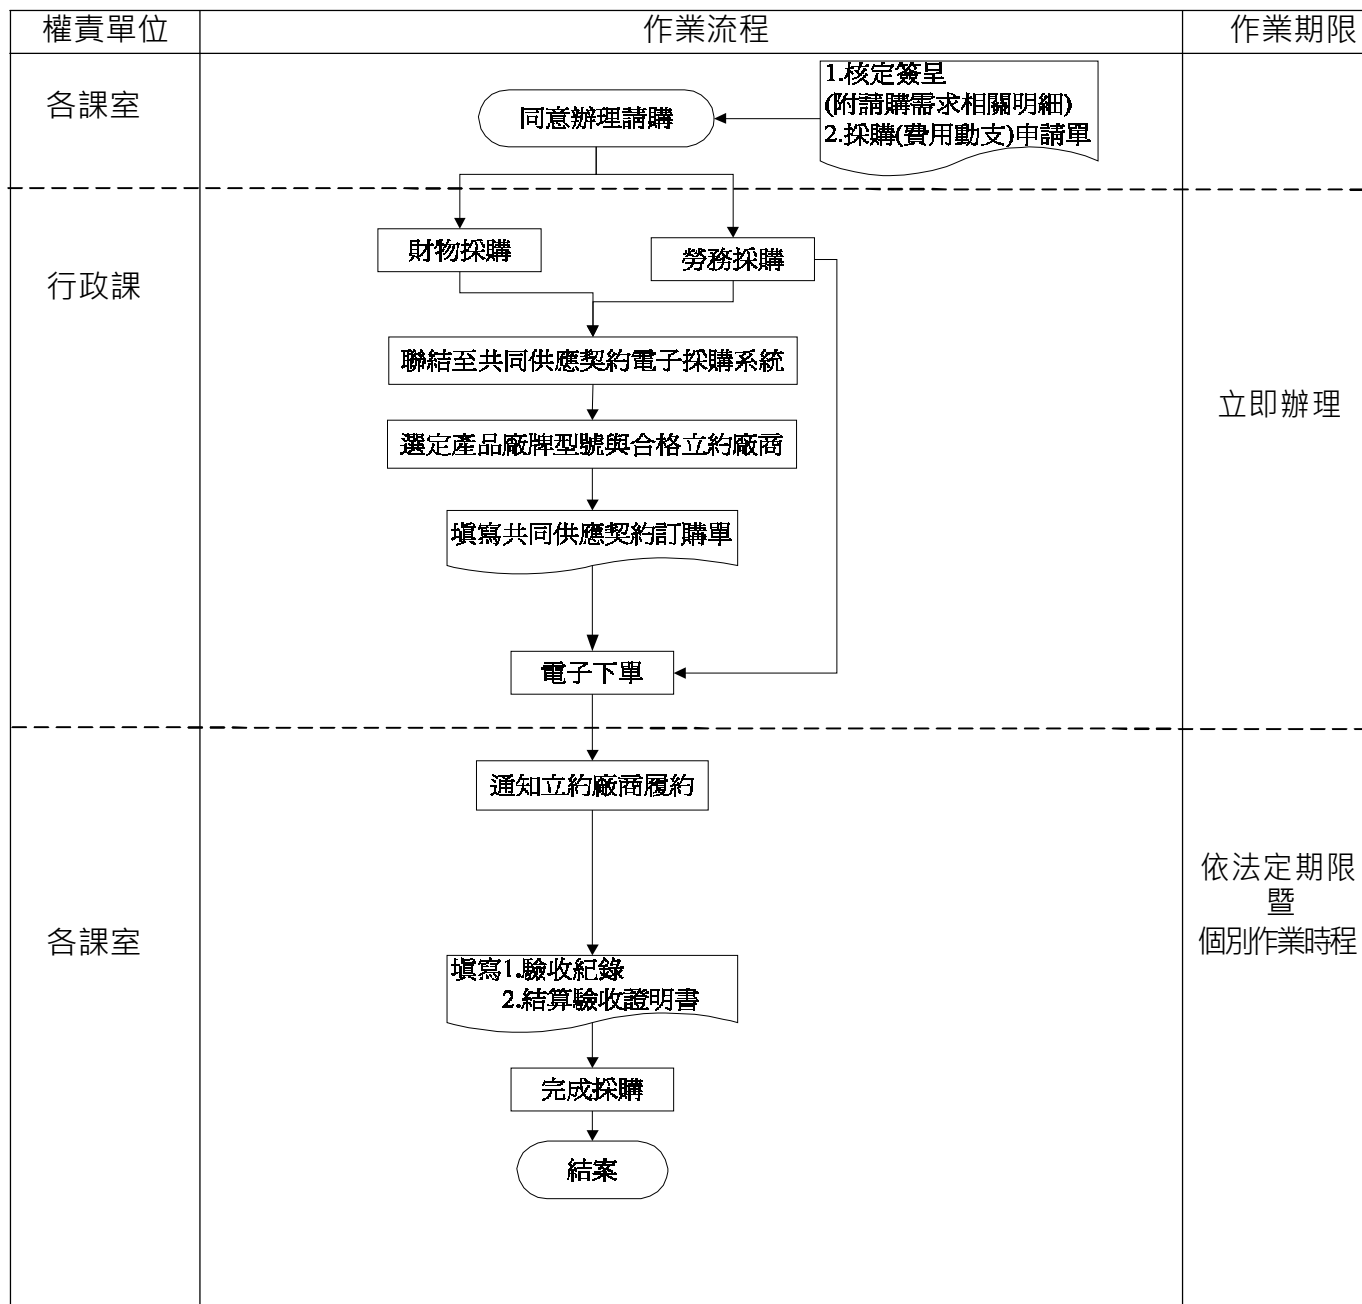 權責單位
作業流程
作業期限
各課室
同意辦理請購
1.核定簽呈
(附請購需求相關明細)
2.採購(費用動支)申請單
行政課
財物採購
勞務採購
聯結至共同供應契約電子採購系統
選定產品廠牌型號與合格立約廠商
填寫共同供應契約訂購單
電子下單
立即辦理
各課室
通知立約廠商履約
填寫1.驗收紀錄
2.結算驗收證明書
完成採購
結案
依法定期限
暨
個別作業時程